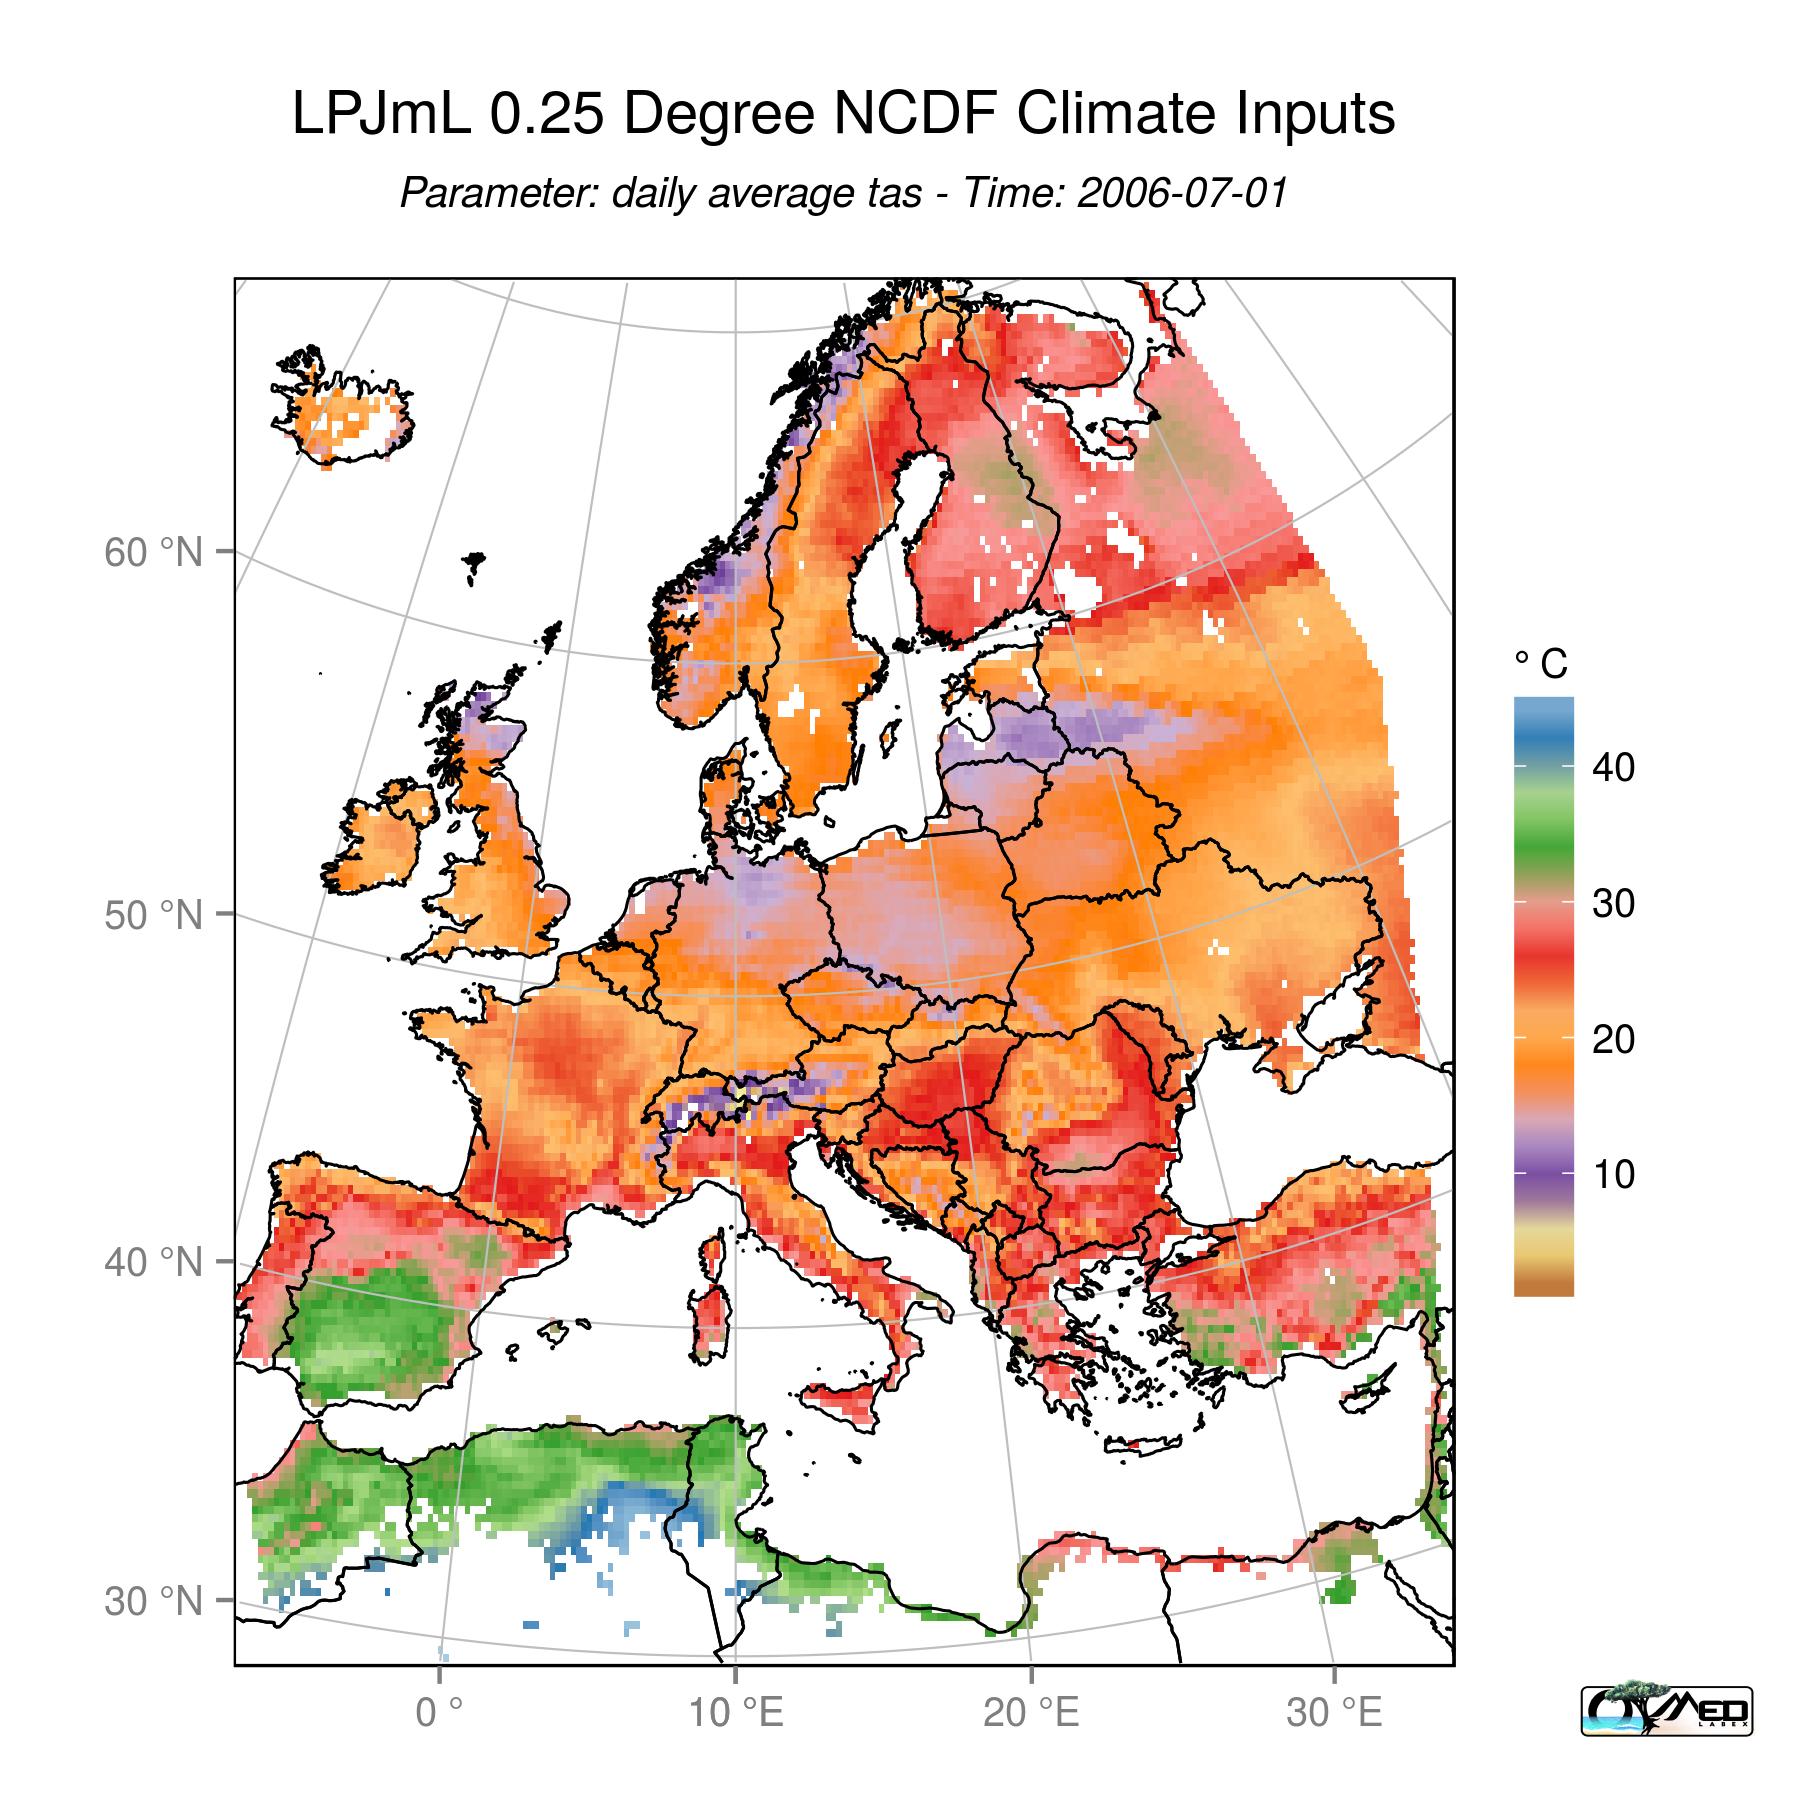 LPJmL 0.25 Degree NCDF Climate Inputs
Parameter: daily average tas - Time: 2006-07-01
° C
60 °N
50 °N
40 °N
30 °N
40
30
20
10
0 °
10 °E
20 °E
30 °E
OTMED
LABEX